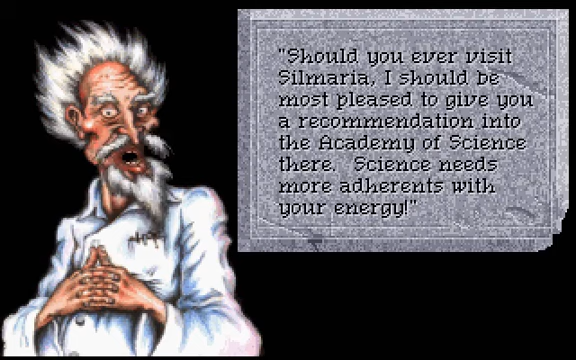 "Should you ever visit
Silmaria, I should be
most pleased to give you
a recommendation into
the Academy of Science
there.  Science needs
more adherents with
your energy!"